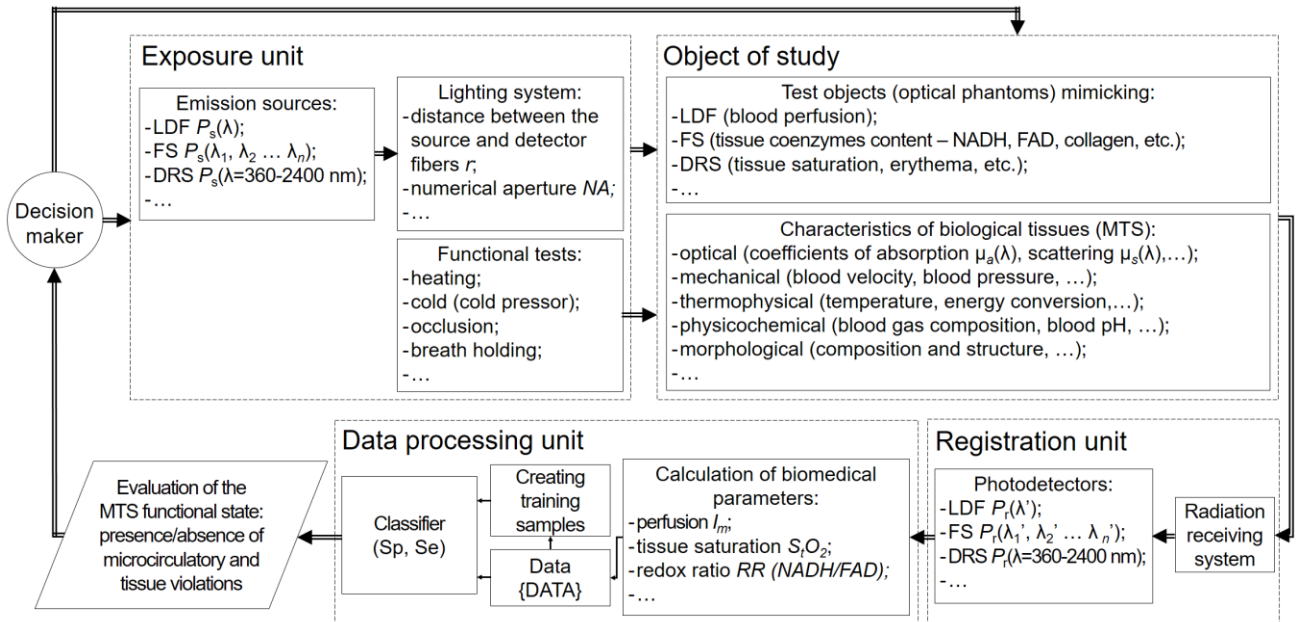 Exposure unit
Emission sources:
-LDF Ps(λ);
-FS Ps(λ1, λ2 … λn);
-DRS Ps(λ=360-2400 nm);
-…
Lighting system:
-distance between the
source and detector
fibers r;
-numerical aperture NA;
-…
Functional tests:
-heating;
-cold (cold pressor);
-occlusion;
-breath holding;
-…
Object of study
Test objects (optical phantoms) mimicking:
-LDF (blood perfusion);
-FS (tissue coenzymes content – NADH, FAD, collagen, etc.);
-DRS (tissue saturation, erythema, etc.);
-…
Characteristics of biological tissues (MTS):
-optical (coefficients of absorption μa(λ), scattering μs(λ),…);
-mechanical (blood velocity, blood pressure, …);
-thermophysical (temperature, energy conversion,…);
-physicochemical (blood gas composition, blood pH, …);
-morphological (composition and structure, …);
-…
Decision
maker
Evaluation of the
MTS functional state:
presence/absence of
microcirculatory and
tissue violations
Data processing unit
Classifier
(Sp, Se)
Creating
training
samples
Data
{DATA}
Calculation of biomedical
parameters:
-perfusion Im;
-tissue saturation StO2;
-redox ratio RR (NADH/FAD);
-…
Registration unit
Photodetectors:
-LDF Pr(λ’);
-FS Pr(λ1’, λ2’ … λn’);
-DRS Pr(λ=360-2400 nm);
-…
Radiation
receiving
system